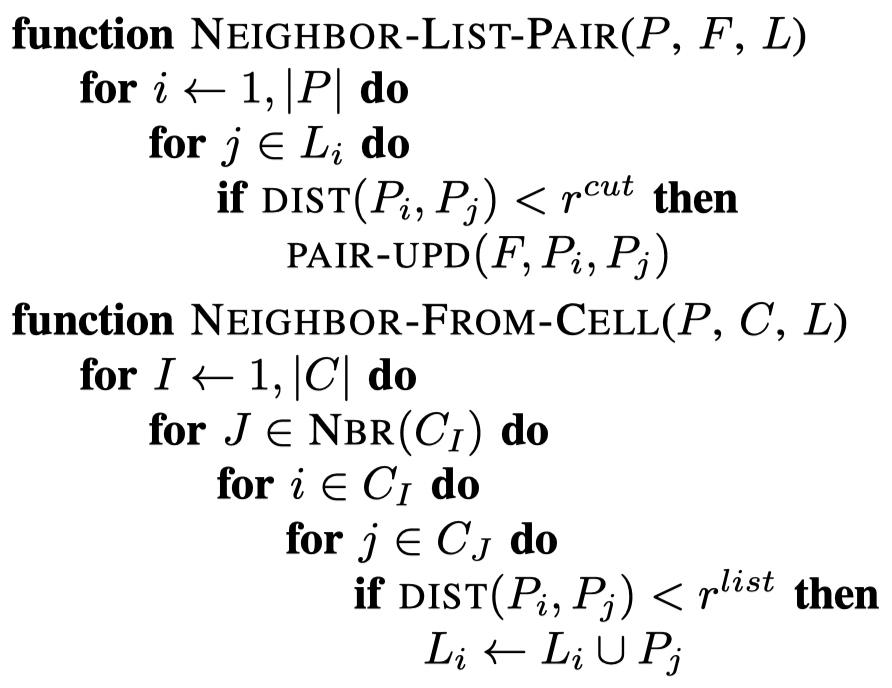 function NEIGHBOR-LIST-PAIR(P, F, L)
for i ← 1, |P| do
for j ∈ L_i do
if DIST(P_i, P_j) < r^{cut} then
PAIR-UPD(F, P_i, P_j)
function NEIGHBOR-FROM-CELL(P, C, L)
for I ← 1, |C| do
for J ∈ NBR(C_I) do
for i ∈ C_I do
for j ∈ C_J do
if DIST(P_i, P_j) < r^{list} then
L_i ← L_i ∪ P_j